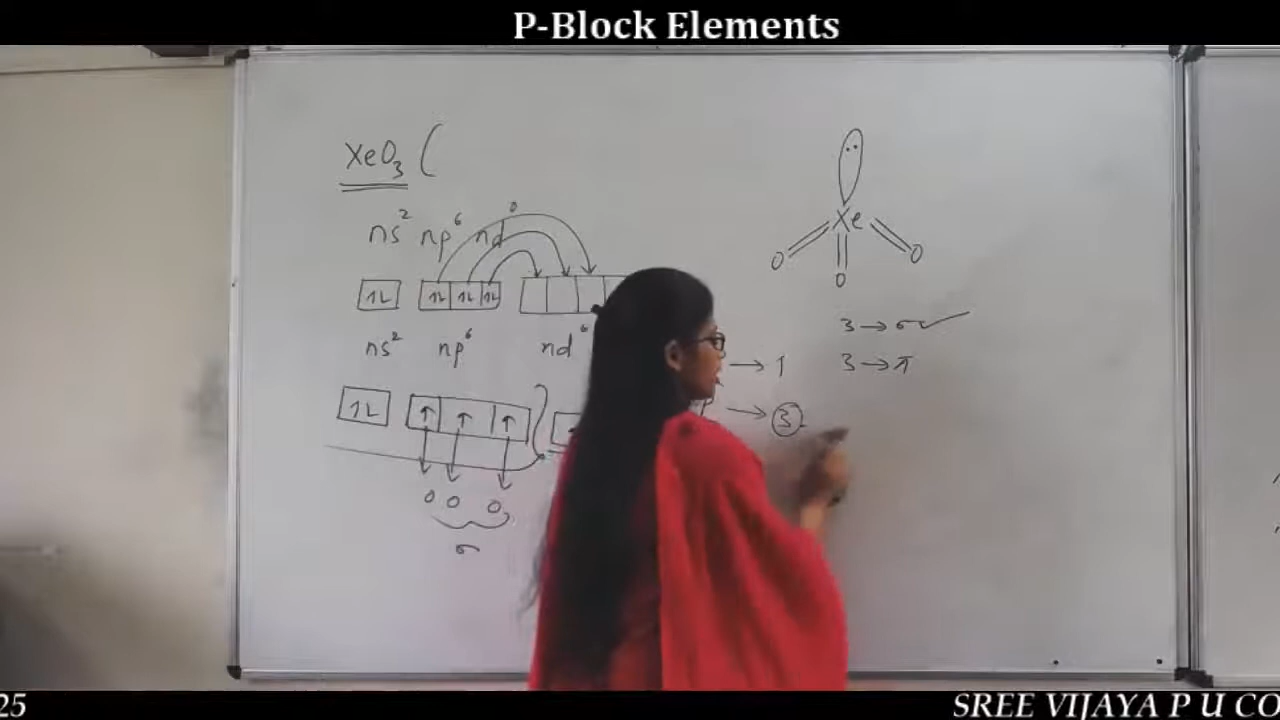 P-Block Elements
XeO3 (
ns² np⁶ nd⁰
1L 1L 1L 1L
ns² np⁶ nd⁶
1L ↑ ↑ ↑
O O O
σ
→ 1
→ 3
Xe
O O
O
3 → σ ✓
3 → π
25
SREE VIJAYA P U CO